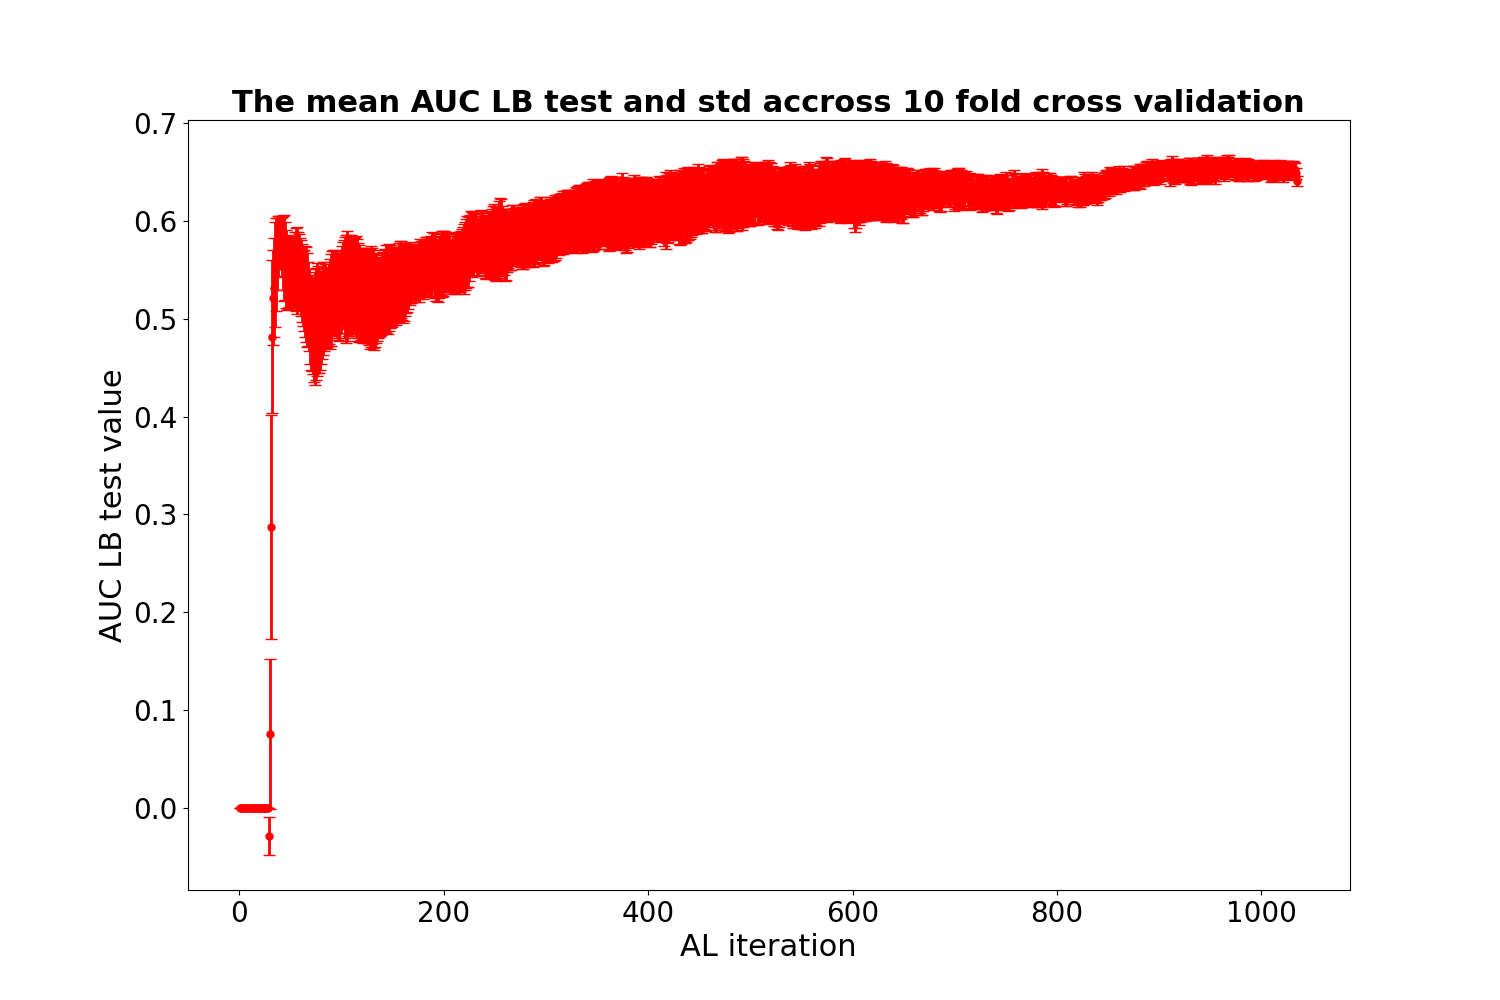 The mean AUC LB test and std accross 10 fold cross validation
0.7
0.6
0.5
0.4
0.3
0.2
0.1
0.0
AUC LB test value
0 200 400 600 800 1000
AL iteration